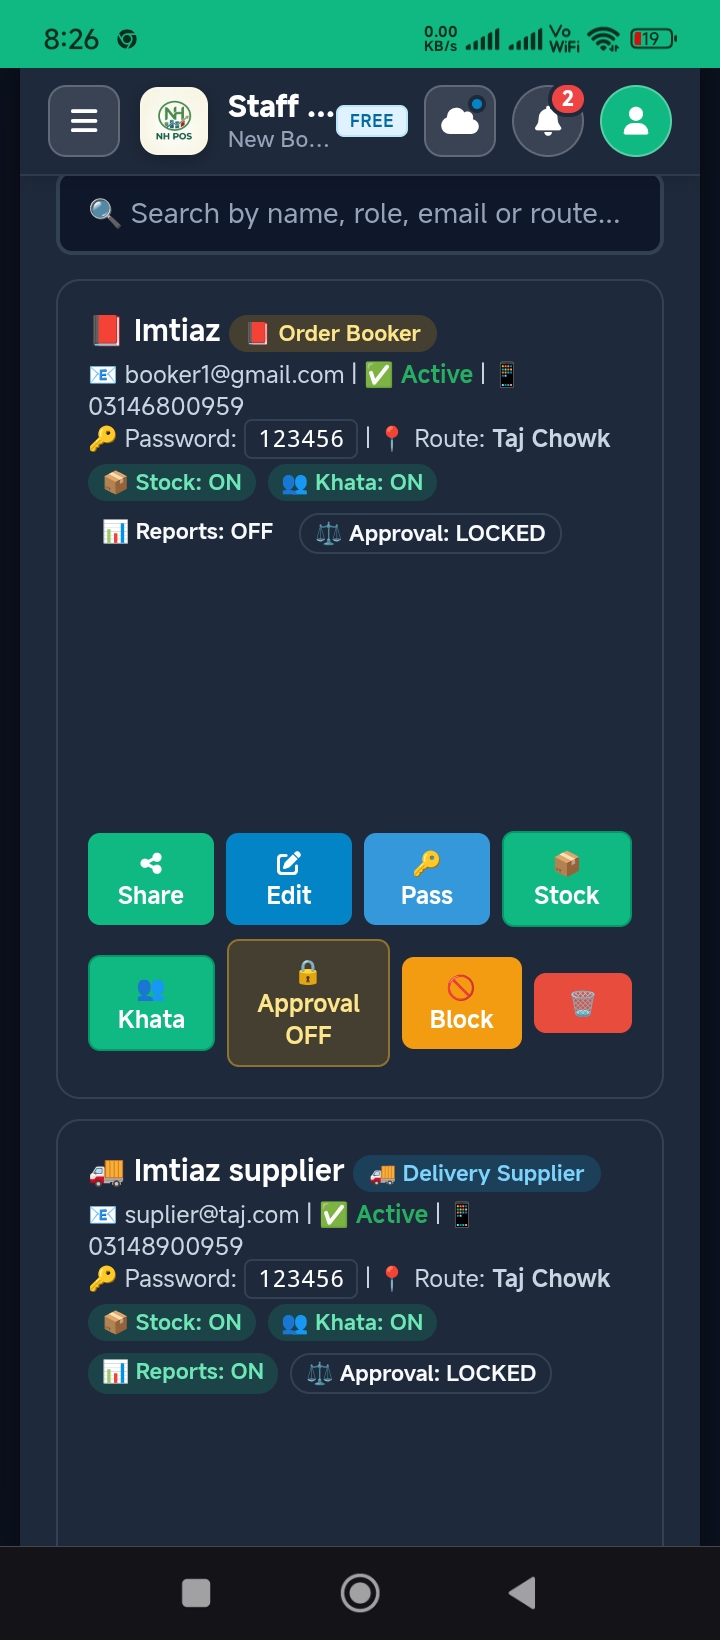 8:26
0.00 KB/s
Vo WiFi
19
NH POS
Staff ...
New Bo...
FREE
2
🔍 Search by name, role, email or route...
📕 Imtiaz 📕 Order Booker
📧 booker1@gmail.com | ✅ Active | 📱
03146800959
🔑 Password: 123456 | 📍 Route: Taj Chowk
📦 Stock: ON 👥 Khata: ON
📊 Reports: OFF ⚖️ Approval: LOCKED
Share Edit 🔑 Pass 📦 Stock
👥 Khata 🔒 Approval OFF 🚫 Block 🗑️
🚚 Imtiaz supplier 🚚 Delivery Supplier
📧 suplier@taj.com | ✅ Active | 📱
03148900959
🔑 Password: 123456 | 📍 Route: Taj Chowk
📦 Stock: ON 👥 Khata: ON
📊 Reports: ON ⚖️ Approval: LOCKED